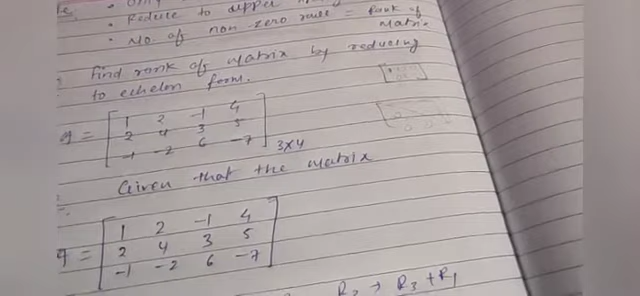 • Reduce to upper
• No of non zero rows = Rank of matrix
Find rank of matrix by reducing
to echelon form.
A = [ 1 2 -1 4
2 4 3 5
-1 -2 6 -7 ] 3×4
Given that the matrix
A = [ 1 2 -1 4
2 4 3 5
-1 -2 6 -7 ]
R3 → R3 + R1